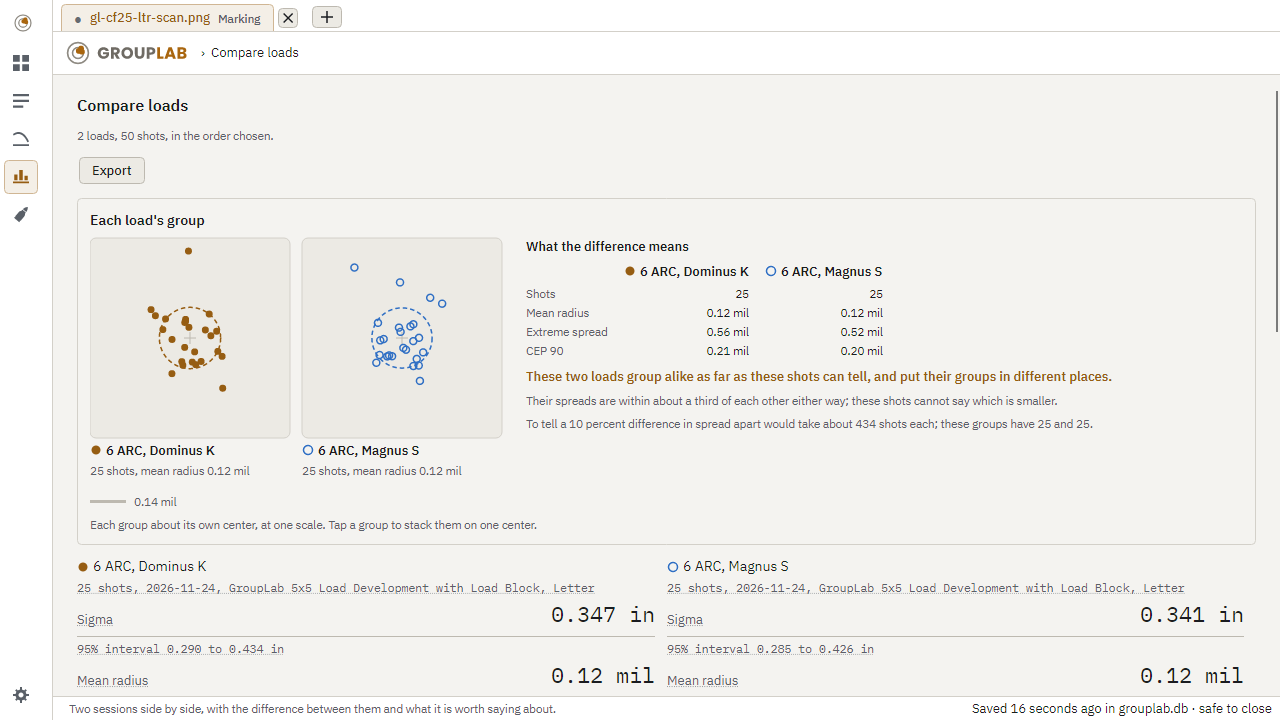 gl-cf25-ltr-scan.png Marking
GROUPLAB › Compare loads
Compare loads
2 loads, 50 shots, in the order chosen.
Export
Each load's group
What the difference means
6 ARC, Dominus K 6 ARC, Magnus S
Shots 25 25
Mean radius 0.12 mil 0.12 mil
Extreme spread 0.56 mil 0.52 mil
CEP 90 0.21 mil 0.20 mil
These two loads group alike as far as these shots can tell, and put their groups in different places.
Their spreads are within about a third of each other either way; these shots cannot say which is smaller.
To tell a 10 percent difference in spread apart would take about 434 shots each; these groups have 25 and 25.
6 ARC, Dominus K 6 ARC, Magnus S
25 shots, mean radius 0.12 mil 25 shots, mean radius 0.12 mil
0.14 mil
Each group about its own center, at one scale. Tap a group to stack them on one center.
6 ARC, Dominus K 6 ARC, Magnus S
25 shots, 2026-11-24, GroupLab 5x5 Load Development with Load Block, Letter 25 shots, 2026-11-24, GroupLab 5x5 Load Development with Load Block, Letter
Sigma 0.347 in Sigma 0.341 in
95% interval 0.290 to 0.434 in 95% interval 0.285 to 0.426 in
Mean radius 0.12 mil Mean radius 0.12 mil
Two sessions side by side, with the difference between them and what it is worth saying about. Saved 16 seconds ago in grouplab.db · safe to close